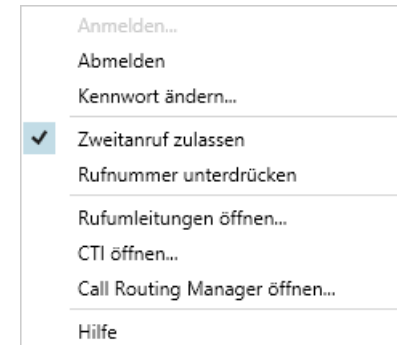 Anmelden...
Abmelden
Kennwort ändern...
Zweitanruf zulassen
Rufnummer unterdrücken
Rufumleitungen öffnen...
CTI öffnen...
Call Routing Manager öffnen...
Hilfe